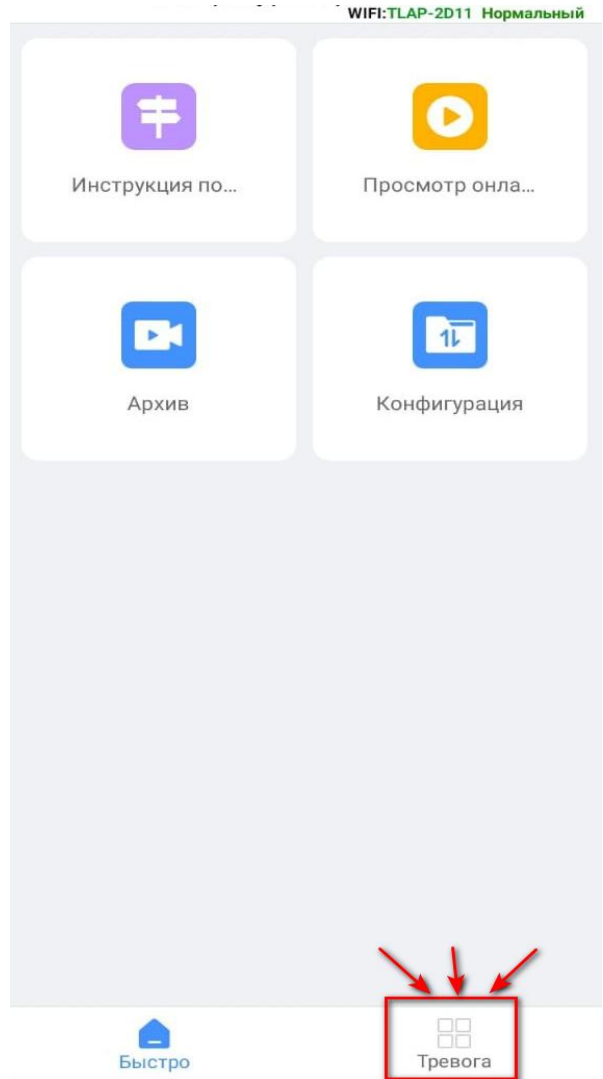 WIFI:TLAP-2D11 Нормальный
Инструкция по...
Просмотр онла...
Архив
Конфигурация
Быстро
Тревога